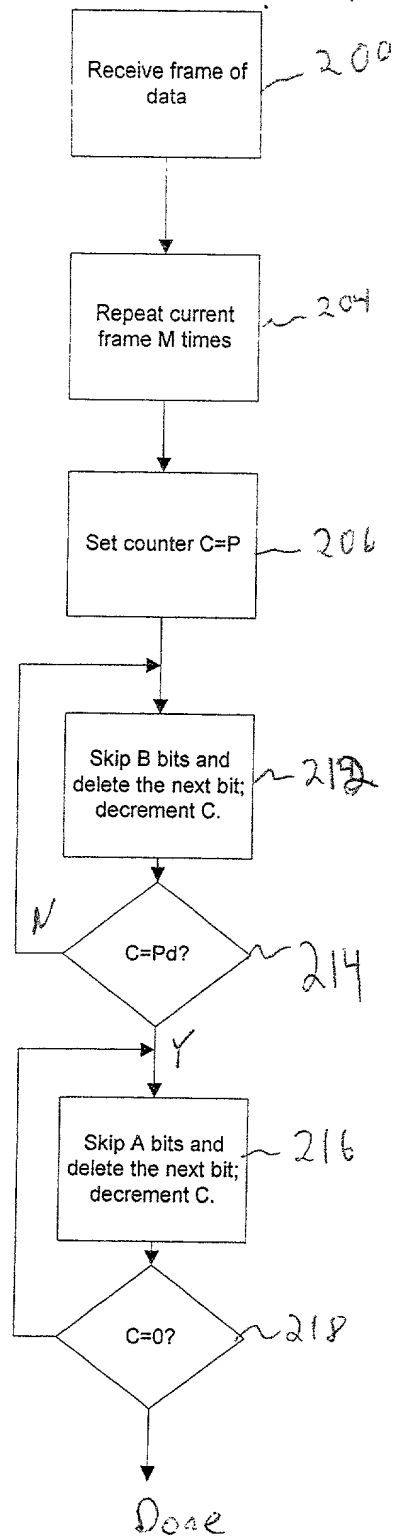 Receive frame of
data
200
Repeat current
frame M times
204
Set counter C=P
206
Skip B bits and
delete the next bit;
decrement C.
212
N
C=Pd?
214
Y
Skip A bits and
delete the next bit;
decrement C.
216
C=0?
218
Done